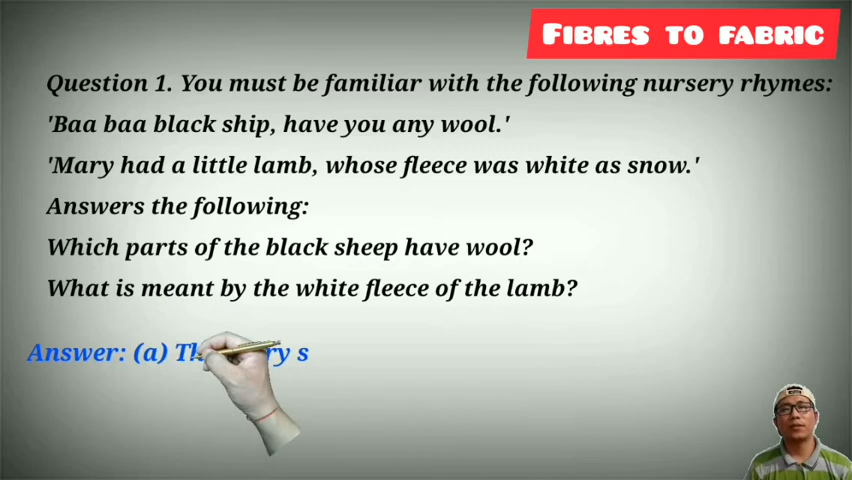 FIBRES TO FABRIC
Question 1. You must be familiar with the following nursery rhymes:
'Baa baa black ship, have you any wool.'
'Mary had a little lamb, whose fleece was white as snow.'
Answers the following:
Which parts of the black sheep have wool?
What is meant by the white fleece of the lamb?
Answer: (a)